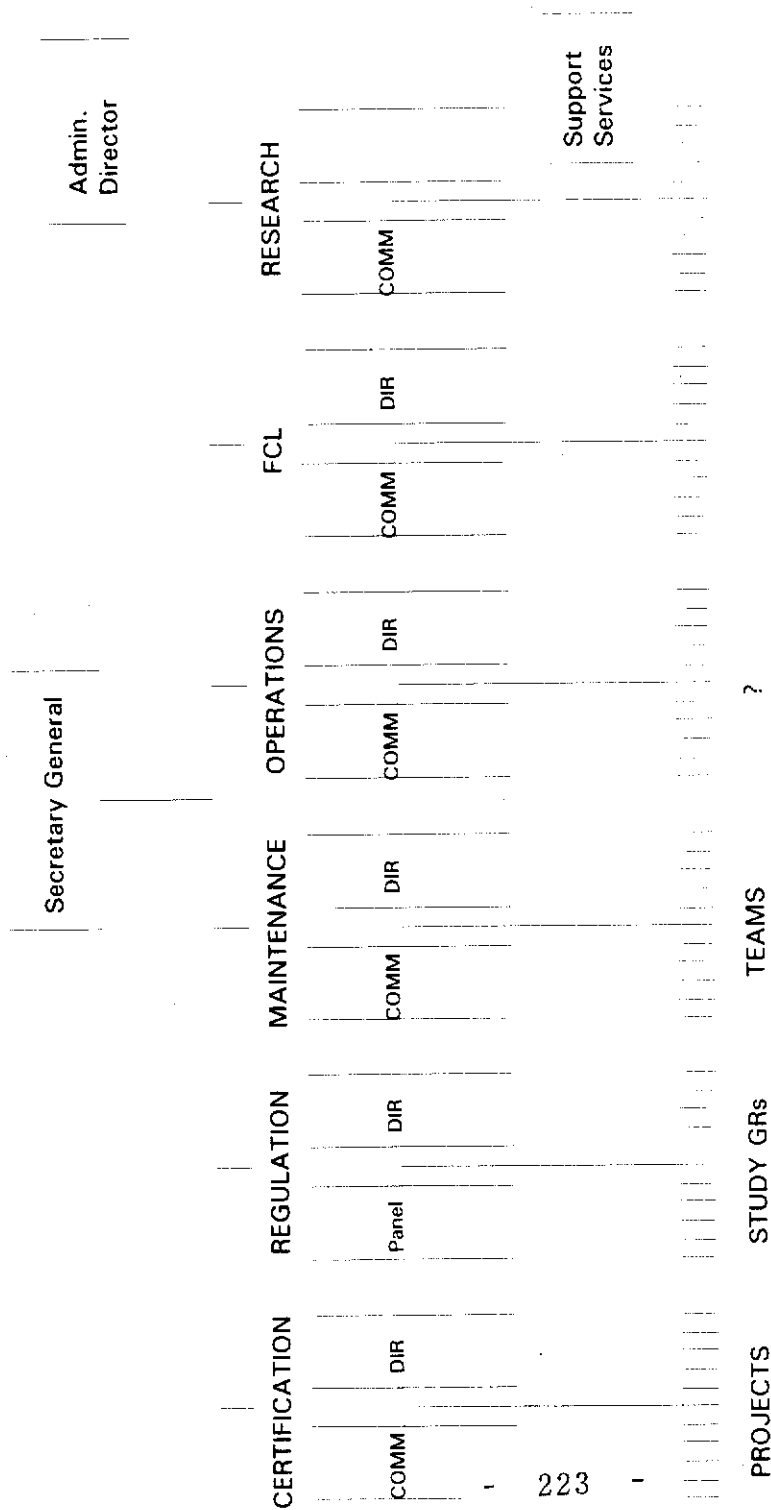 Secretary General
Admin.
Director
CERTIFICATION
REGULATION
MAINTENANCE
OPERATIONS
FCL
RESEARCH
COMM
DIR
Panel
DIR
COMM
DIR
COMM
DIR
COMM
DIR
COMM
Support
Services
PROJECTS
STUDY GRs
TEAMS
?
- 223 -